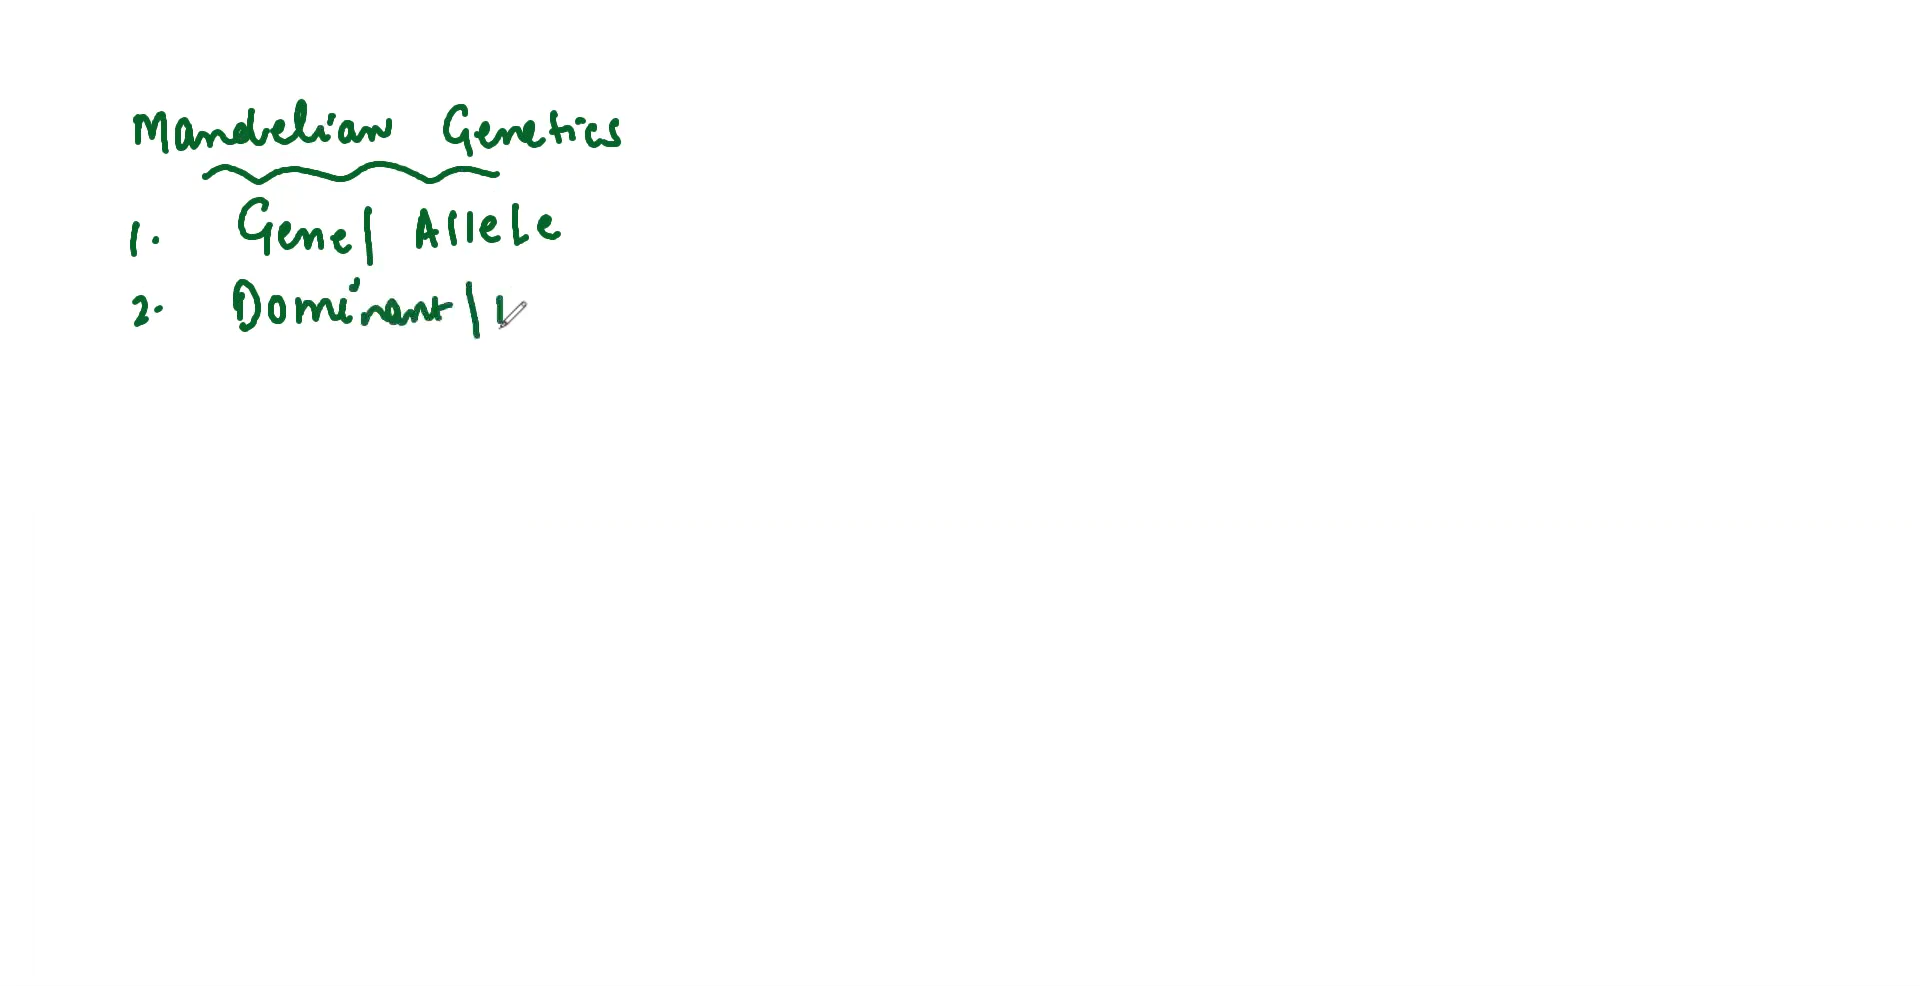 Mandelian Genetics
1. Gene/ Allele
2. Dominant/